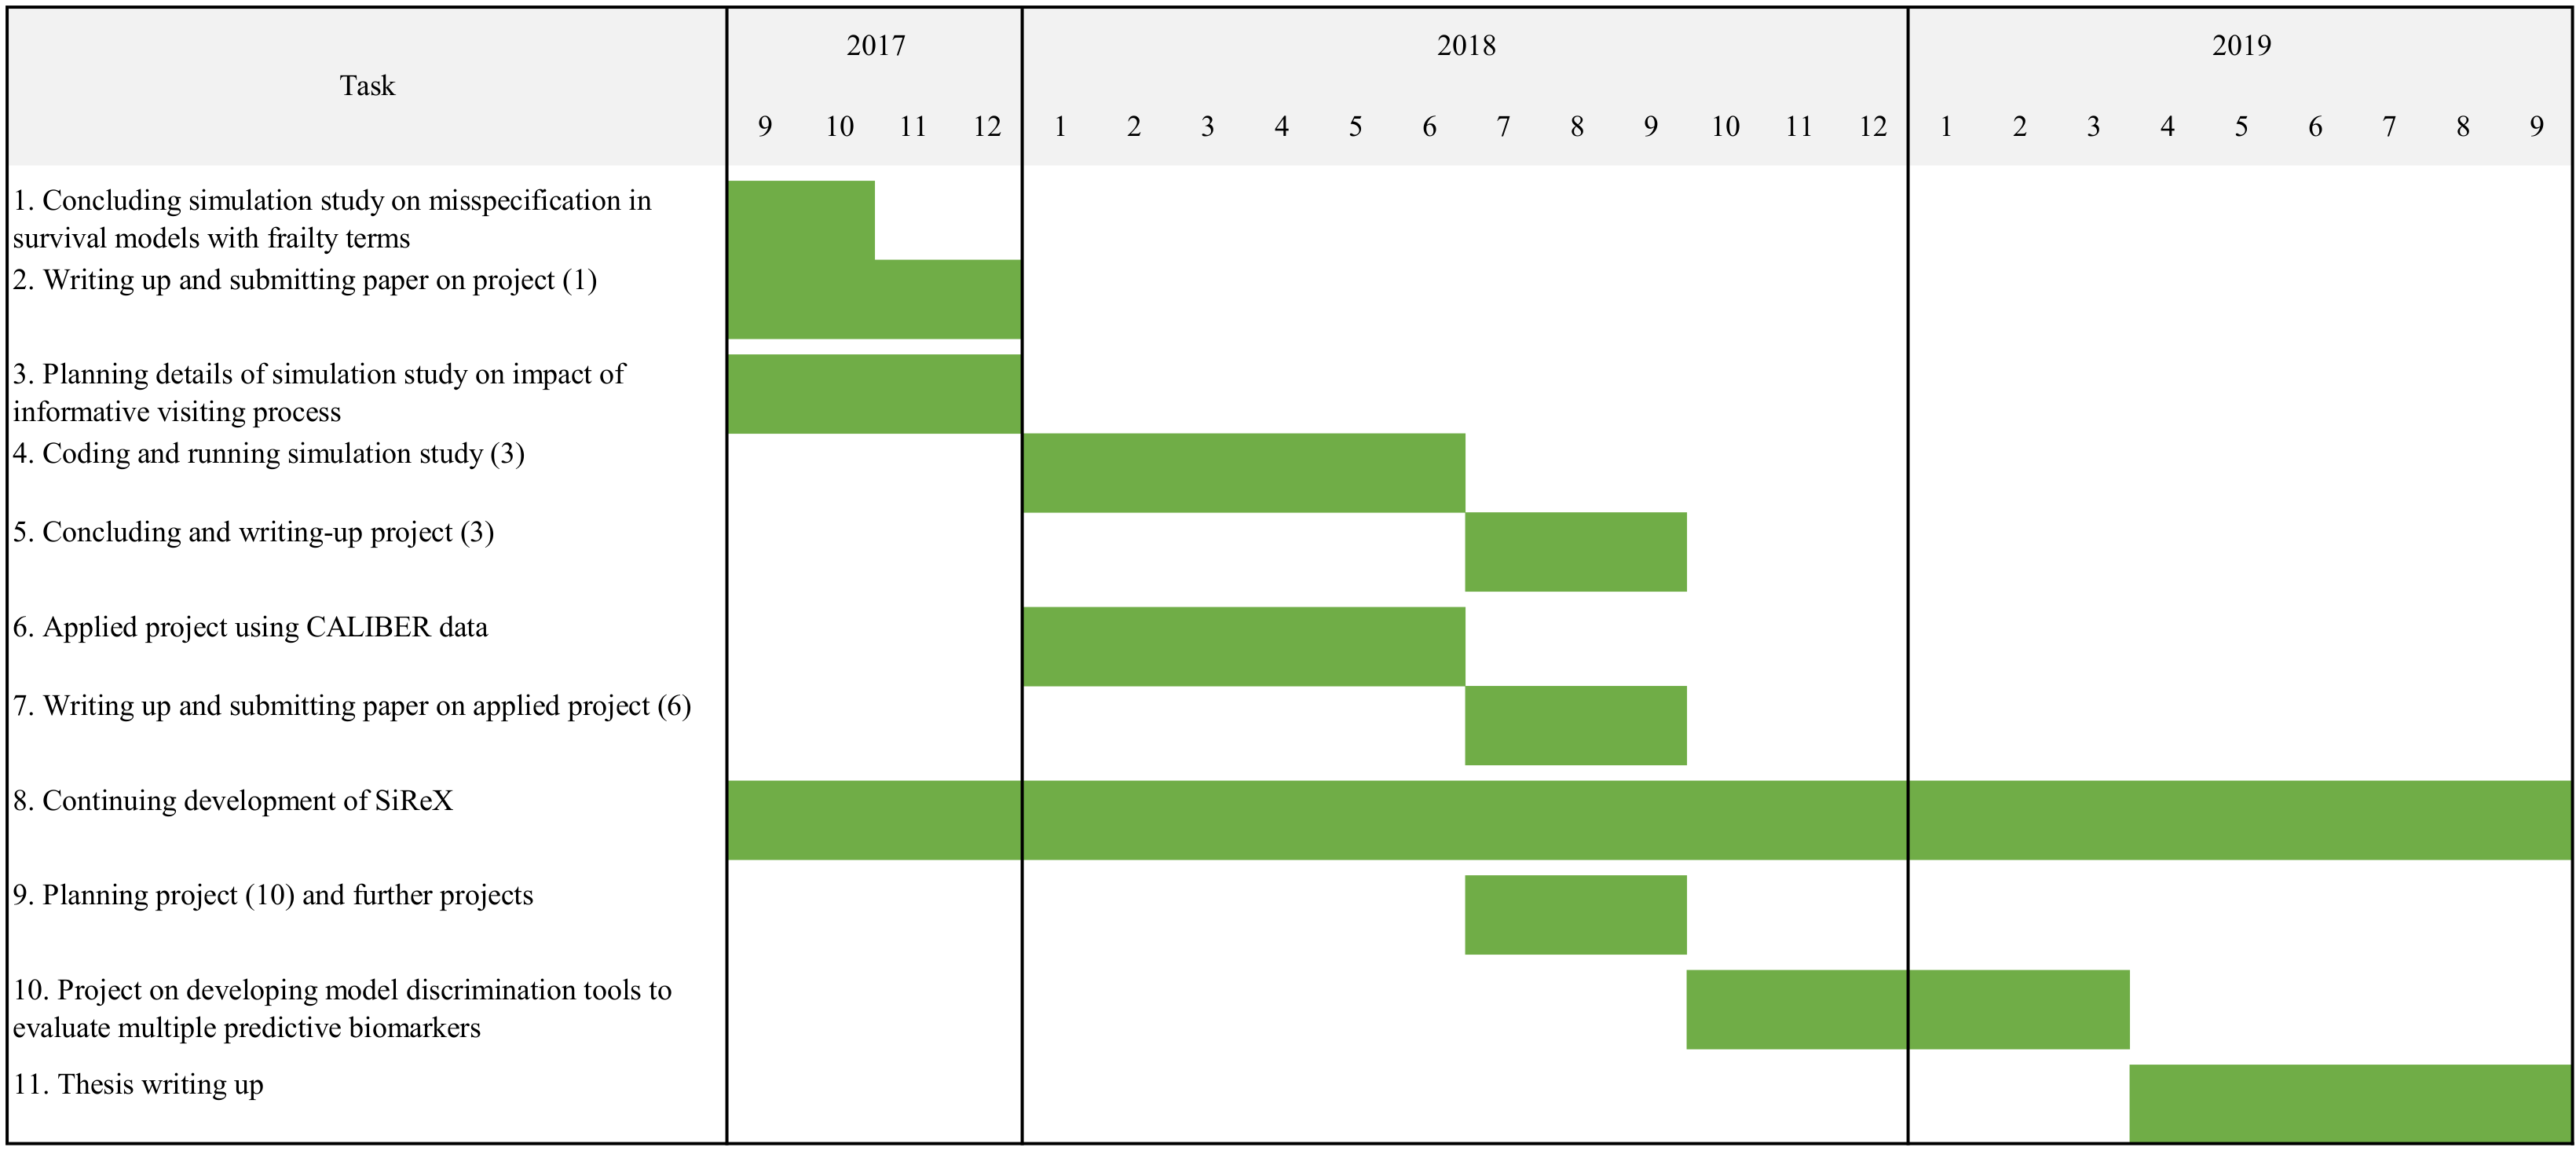 Task
2017
2018
2019
9 10 11 12 1 2 3 4 5 6 7 8 9 10 11 12 1 2 3 4 5 6 7 8 9
1. Concluding simulation study on misspecification in
survival models with frailty terms
2. Writing up and submitting paper on project (1)
3. Planning details of simulation study on impact of
informative visiting process
4. Coding and running simulation study (3)
5. Concluding and writing-up project (3)
6. Applied project using CALIBER data
7. Writing up and submitting paper on applied project (6)
8. Continuing development of SiReX
9. Planning project (10) and further projects
10. Project on developing model discrimination tools to
evaluate multiple predictive biomarkers
11. Thesis writing up